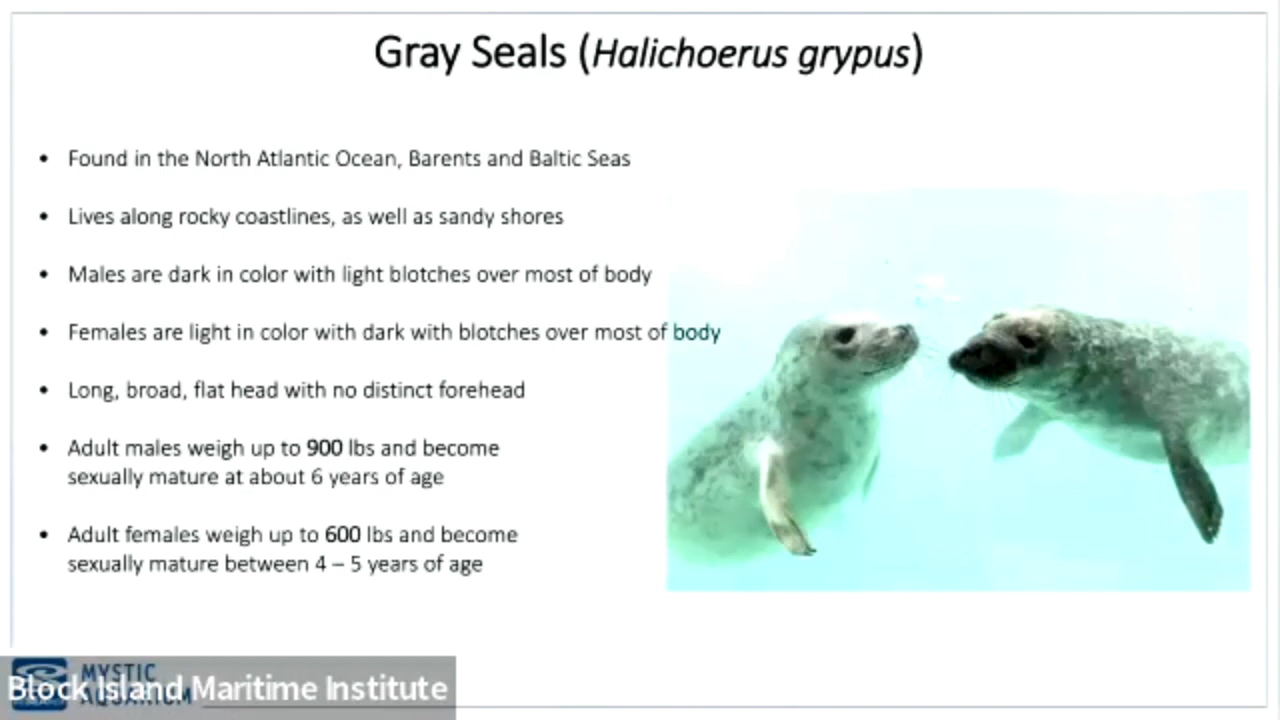 Gray Seals (Halichoerus grypus)
• Found in the North Atlantic Ocean, Barents and Baltic Seas
• Lives along rocky coastlines, as well as sandy shores
• Males are dark in color with light blotches over most of body
• Females are light in color with dark with blotches over most of body
• Long, broad, flat head with no distinct forehead
• Adult males weigh up to 900 lbs and become
sexually mature at about 6 years of age
• Adult females weigh up to 600 lbs and become
sexually mature between 4 – 5 years of age
MYSTIC
AQUARIUM
Block Island Maritime Institute